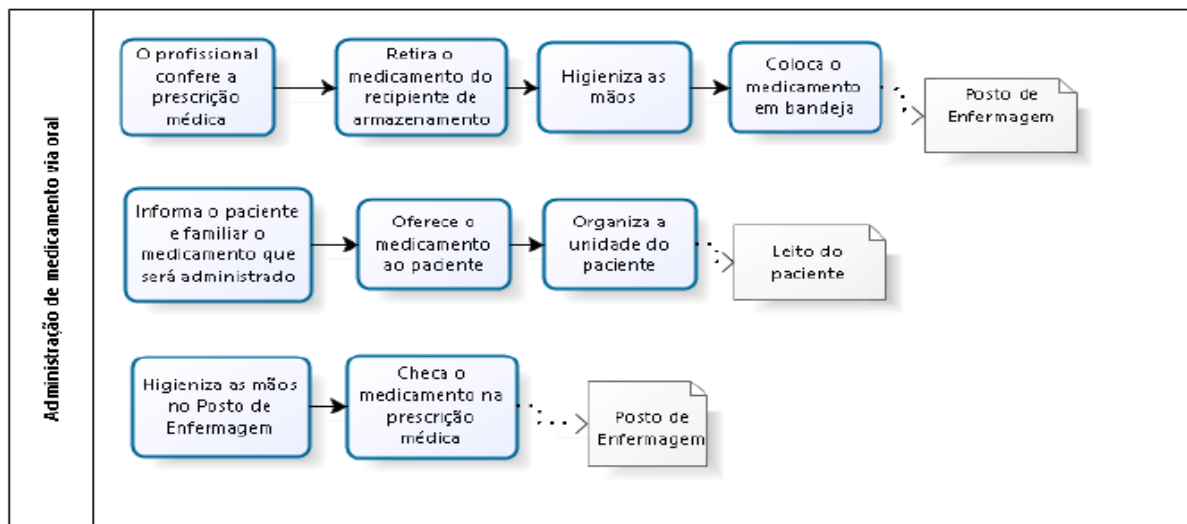 Administração de medicamento via oral
O profissional
confere a
prescrição
médica
Retira o
medicamento do
recipiente de
armazenamento
Higieniza as
mãos
Coloca o
medicamento
em bandeja
Posto de
Enfermagem
Informa o paciente
e familiar o
medicamento que
será administrado
Oferece o
medicamento
ao paciente
Organiza a
unidade do
paciente
Leito do
paciente
Higieniza as mãos
no Posto de
Enfermagem
Checa o
medicamento na
prescrição
médica
Posto de
Enfermagem